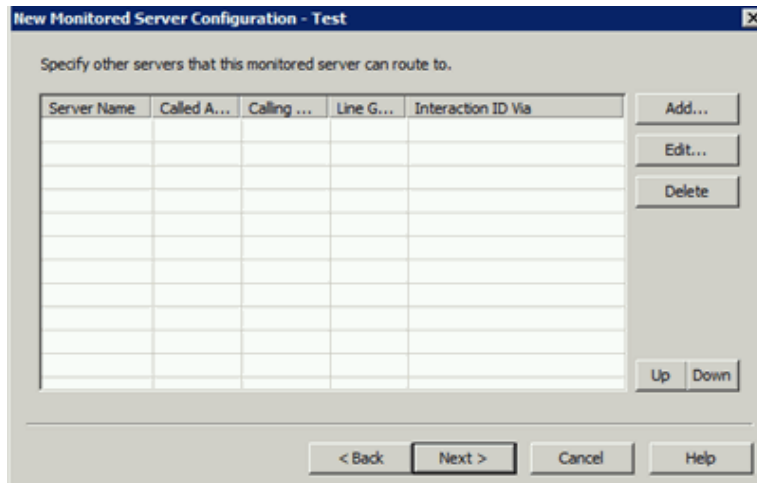 New Monitored Server Configuration - Test
Specify other servers that this monitored server can route to.
Server Name Called A... Calling ... Line G... Interaction ID Via
Add...
Edit...
Delete
Up Down
< Back Next > Cancel Help